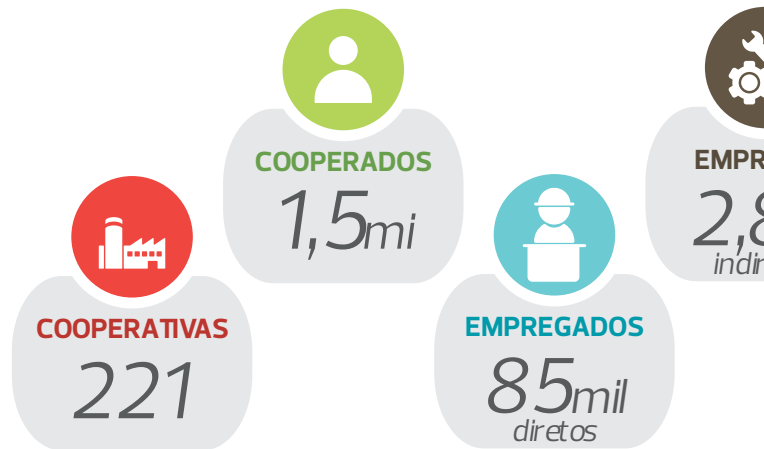 COOPERATIVAS
221
COOPERADOS
1,5mi
EMPREGADOS
85mil
diretos